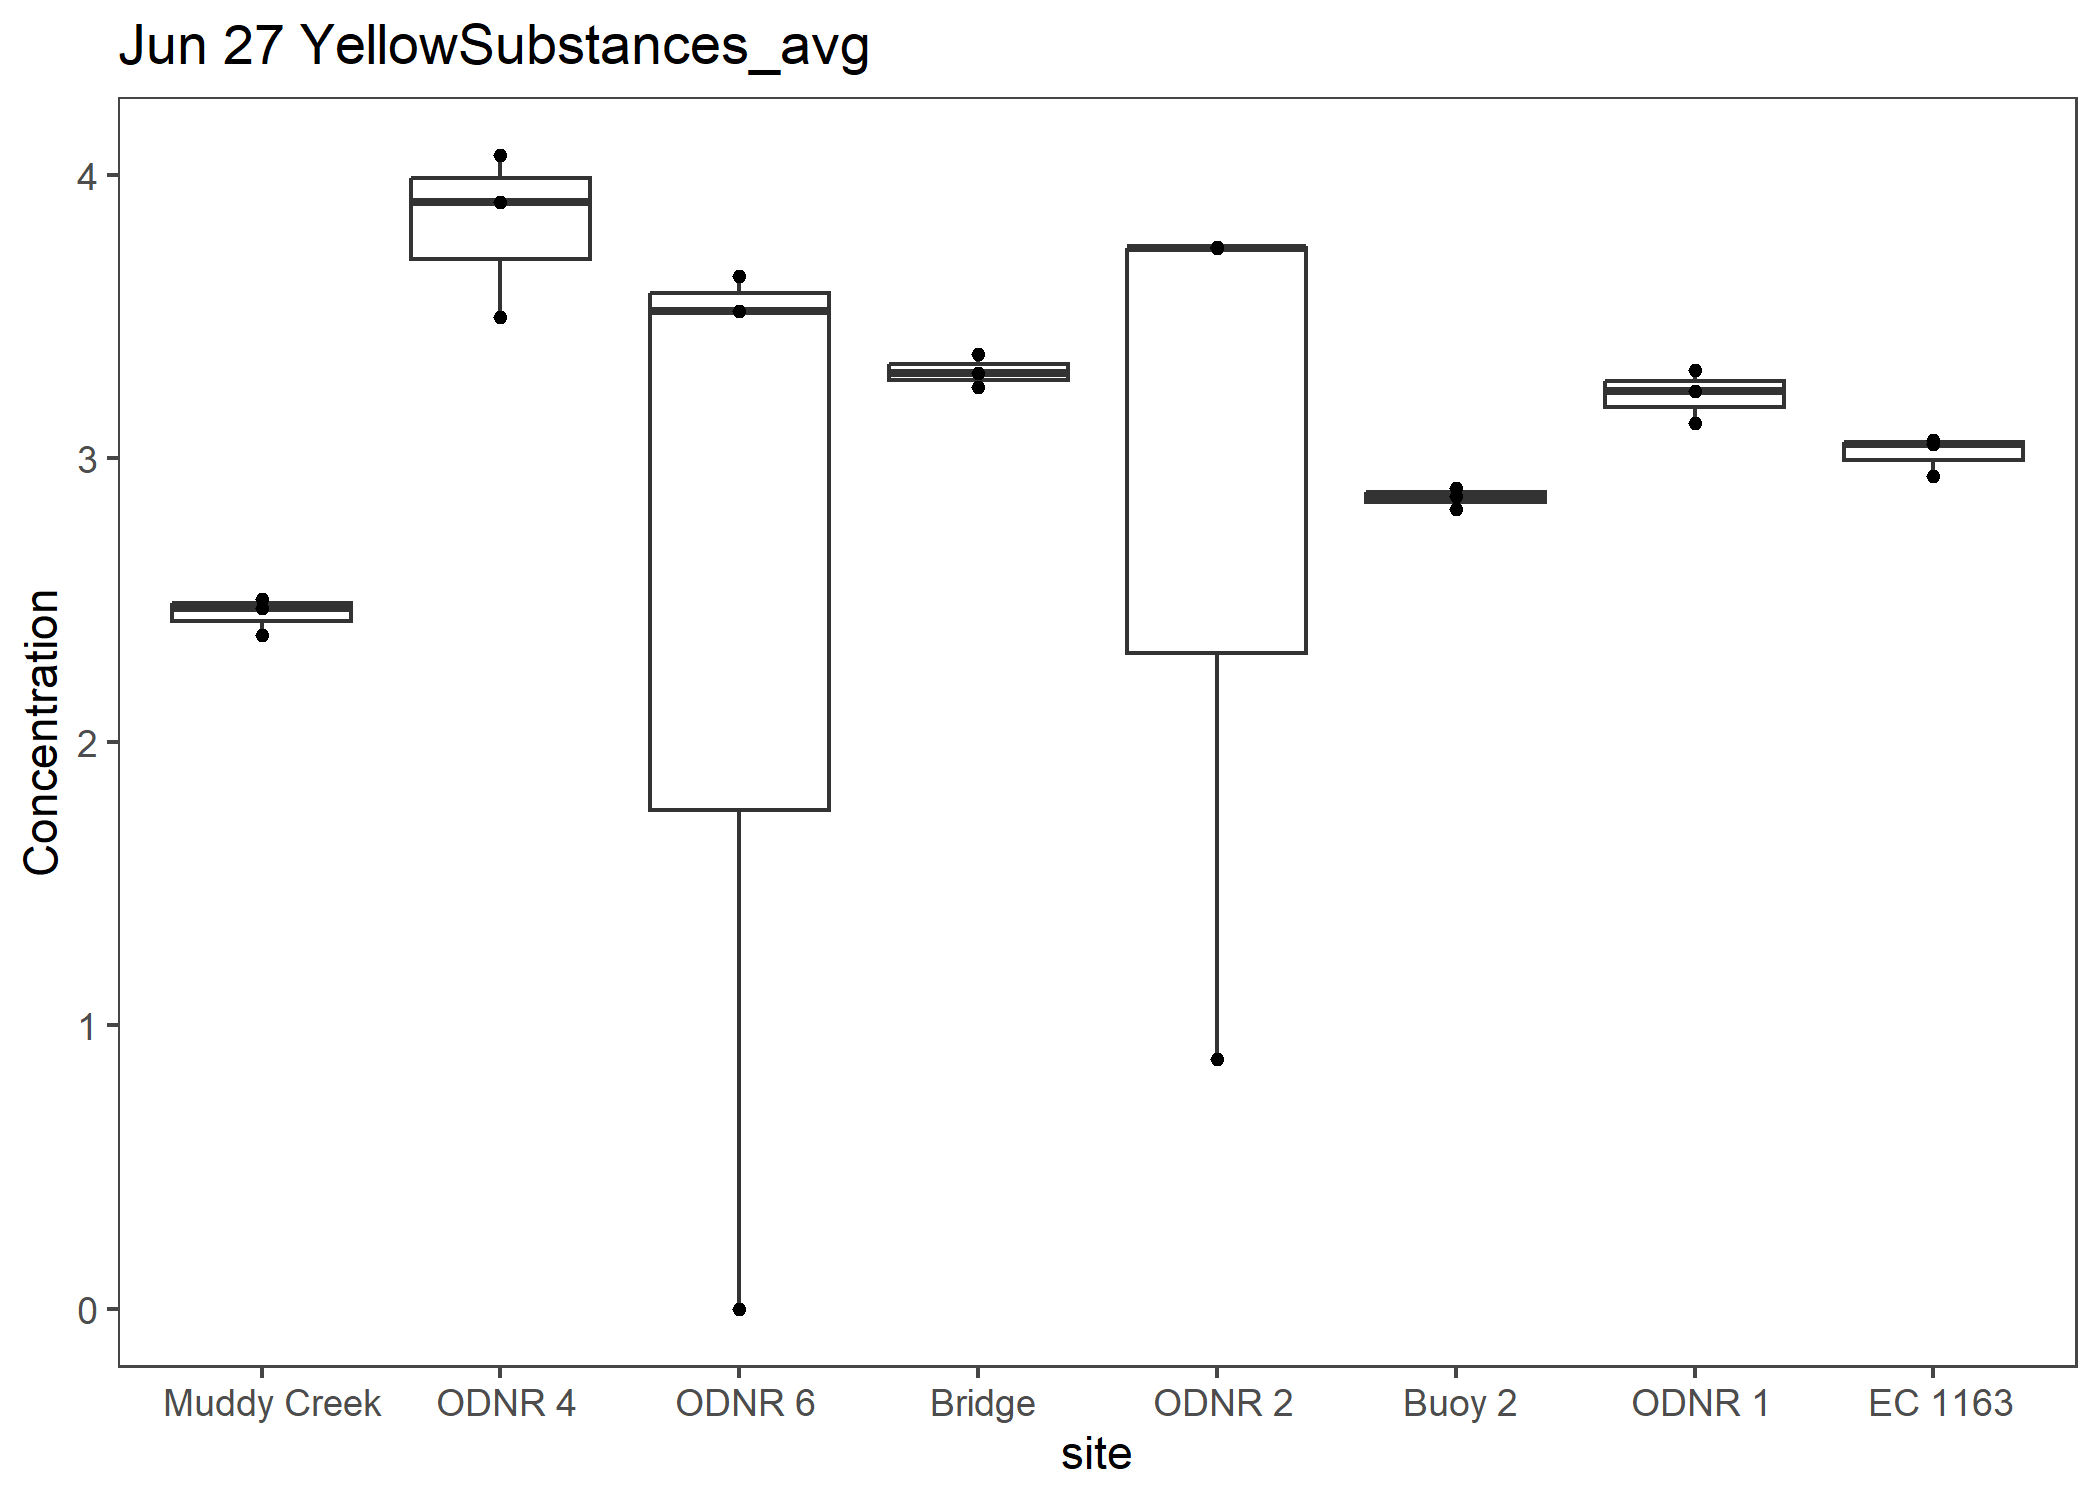 Jun 27 YellowSubstances_avg
Concentration
4
3
2
1
0
Muddy Creek ODNR 4 ODNR 6 Bridge ODNR 2 Buoy 2 ODNR 1 EC 1163
site